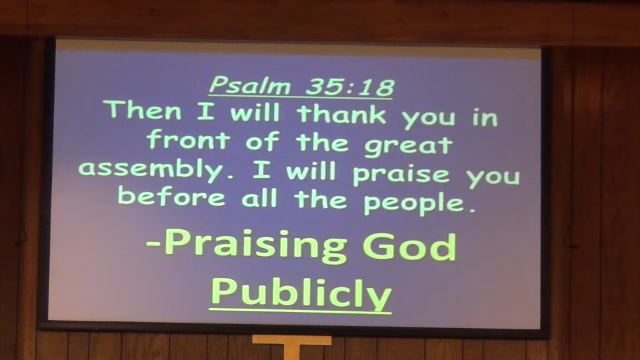 Psalm 35:18
Then I will thank you in
front of the great
assembly. I will praise you
before all the people.
-Praising God
Publicly